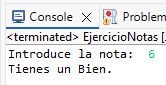 Console
Problem
<terminated> EjercicioNotas [
Introduce la nota: 6
Tienes un Bien.